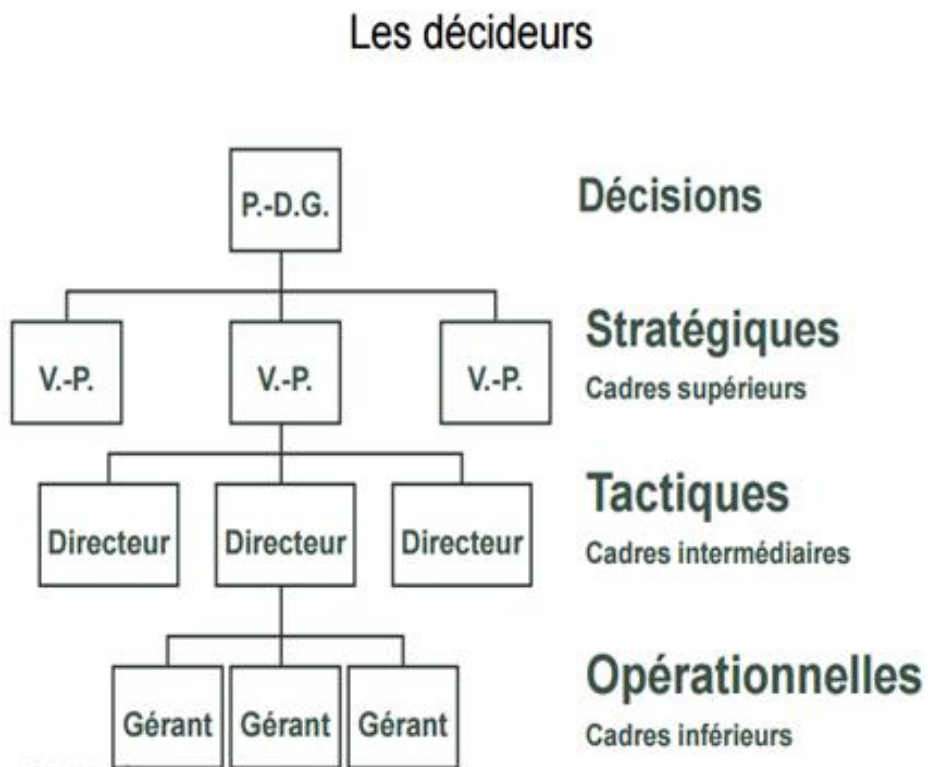 Les décideurs
P.-D.G.
Décisions
V.-P.
V.-P.
V.-P.
Stratégiques
Cadres supérieurs
Directeur
Directeur
Directeur
Tactiques
Cadres intermédiaires
Gérant
Gérant
Gérant
Opérationnelles
Cadres inférieurs